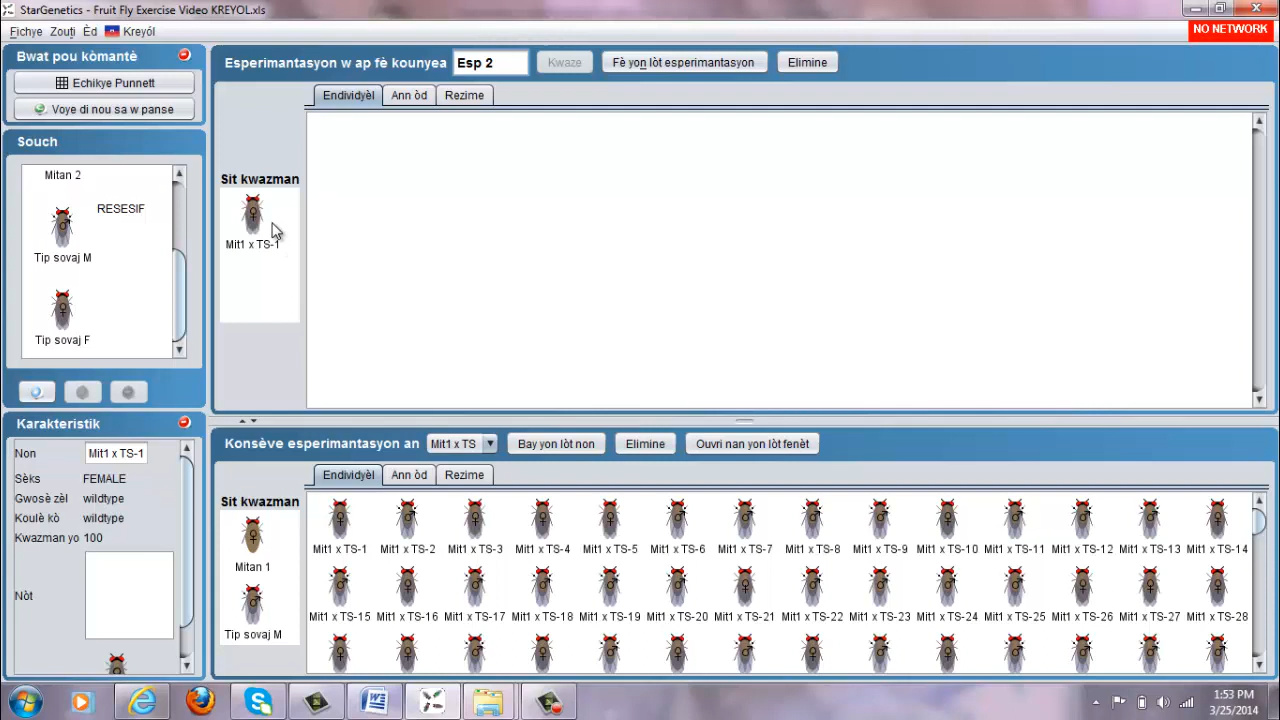 StarGenetics - Fruit Fly Exercise Video KREYOL.xls
Fichye Zouti Èd Kreyól
NO NETWORK
Bwat pou kòmantè
Echikye Punnett
Voye di nou sa w panse
Souch
Mitan 2
RESESIF
Tip sovaj M
Tip sovaj F
Karakteristik
Non Mit1 x TS-1
Sèks FEMALE
Gwosè zèl wildtype
Koulè kò wildtype
Kwazman yo 100
Nòt
Esperimantasyon w ap fè kounyea Esp 2 Kwaze Fè yon lòt esperimantasyon Elimine
Endividyèl Ann òd Rezime
Sit kwazman
Mit1 x TS-1
Konsève esperimantasyon an Mit1 x TS Bay yon lòt non Elimine Ouvri nan yon lòt fenèt
Endividyèl Ann òd Rezime
Sit kwazman
Mitan 1
Tip sovaj M
Mit1 x TS-1 Mit1 x TS-2 Mit1 x TS-3 Mit1 x TS-4 Mit1 x TS-5 Mit1 x TS-6 Mit1 x TS-7 Mit1 x TS-8 Mit1 x TS-9 Mit1 x TS-10 Mit1 x TS-11 Mit1 x TS-12 Mit1 x TS-13 Mit1 x TS-14
Mit1 x TS-15 Mit1 x TS-16 Mit1 x TS-17 Mit1 x TS-18 Mit1 x TS-19 Mit1 x TS-20 Mit1 x TS-21 Mit1 x TS-22 Mit1 x TS-23 Mit1 x TS-24 Mit1 x TS-25 Mit1 x TS-26 Mit1 x TS-27 Mit1 x TS-28
1:53 PM
3/25/2014